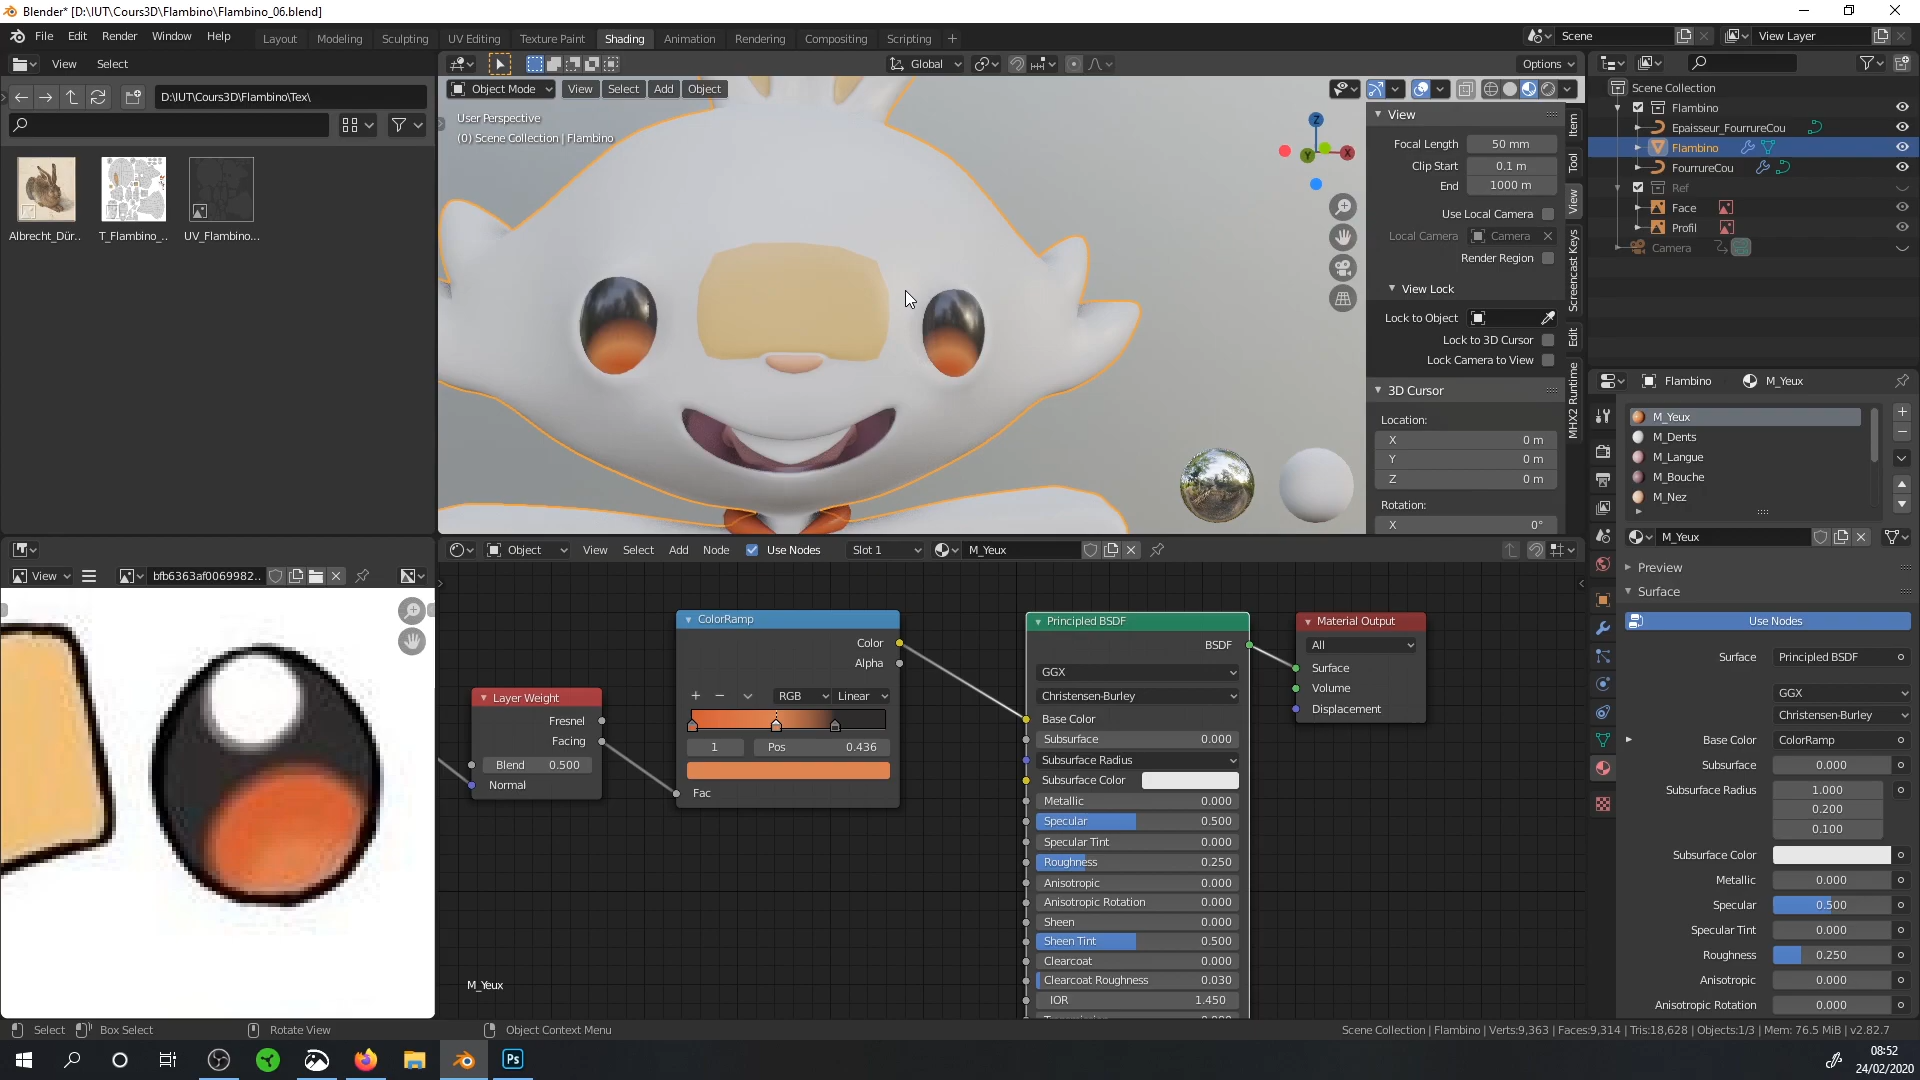 Blender* [D:\IUT\Cours3D\Flambino\Flambino_06.blend]
File Edit Render Window Help
Layout Modeling Sculpting UV Editing Texture Paint Shading Animation Rendering Compositing Scripting
Scene View Layer
View Select
Global Options
D:\IUT\Cours3D\Flambino\Tex\
Object Mode View Select Add Object
User Perspective
(0) Scene Collection | Flambino
Albrecht_Dür..
T_Flambino_..
UV_Flambino...
Z
Y
X
View
Focal Length 50 mm
Clip Start 0.1 m
End 1000 m
Use Local Camera
Local Camera Camera
Render Region
View Lock
Lock to Object
Lock to 3D Cursor
Lock Camera to View
3D Cursor
Location:
X 0 m
Y 0 m
Z 0 m
Rotation:
X 0°
Item
Tool
View
Screencast Keys
Edit
MHX2 Runtime
Scene Collection
Flambino
Epaisseur_FourrureCou
Flambino
FourrureCou
Ref
Face
Profil
Camera
Flambino M_Yeux
M_Yeux
M_Dents
M_Langue
M_Bouche
M_Nez
M_Yeux
Preview
Surface
Use Nodes
Surface Principled BSDF
GGX
Christensen-Burley
Base Color ColorRamp
Subsurface 0.000
Subsurface Radius 1.000
0.200
0.100
Subsurface Color
Metallic 0.000
Specular 0.500
Specular Tint 0.000
Roughness 0.250
Anisotropic 0.000
Anisotropic Rotation 0.000
View bfb6363af0069982..
Object View Select Add Node Use Nodes Slot 1 M_Yeux
Layer Weight
Fresnel
Facing
Blend 0.500
Normal
ColorRamp
Color
Alpha
RGB Linear
1 Pos 0.436
Fac
Principled BSDF
BSDF
GGX
Christensen-Burley
Base Color
Subsurface 0.000
Subsurface Radius
Subsurface Color
Metallic 0.000
Specular 0.500
Specular Tint 0.000
Roughness 0.250
Anisotropic 0.000
Anisotropic Rotation 0.000
Sheen 0.000
Sheen Tint 0.500
Clearcoat 0.000
Clearcoat Roughness 0.030
IOR 1.450
Material Output
All
Surface
Volume
Displacement
M_Yeux
Select Box Select Rotate View Object Context Menu
Scene Collection | Flambino | Verts:9,363 | Faces:9,314 | Tris:18,628 | Objects:1/3 | Mem: 76.5 MiB | v2.82.7
Ps
08:52
24/02/2020